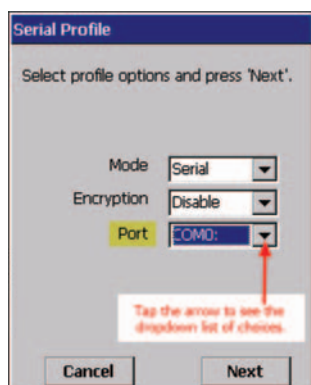 Serial Profile
Select profile options and press 'Next'.
Mode Serial
Encryption Disable
Port COM0:
Tap the arrow to see the
dropdown list of choices.
Cancel Next